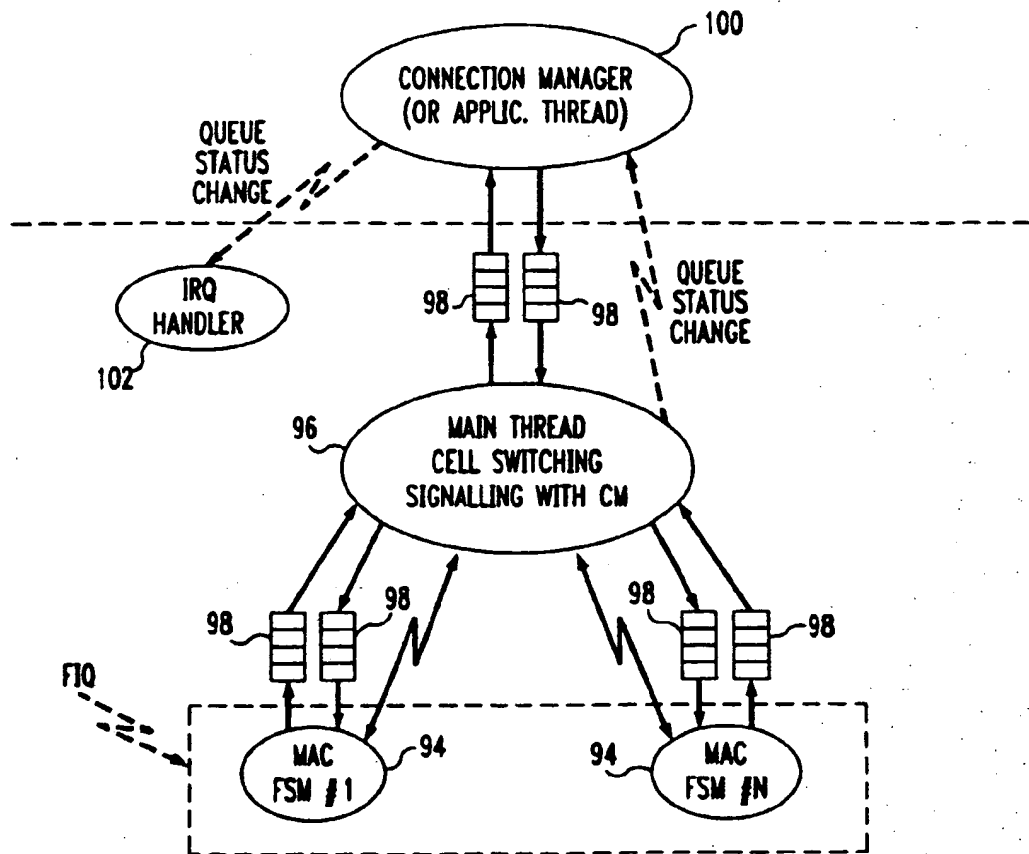 100
CONNECTION MANAGER
(OR APPLIC. THREAD)
QUEUE
STATUS
CHANGE
IRQ
HANDLER
102
98
98
QUEUE
STATUS
CHANGE
96
MAIN THREAD
CELL SWITCHING
SIGNALLING WITH CM
98
98
98
98
FIQ
MAC
FSM #1
94
94
MAC
FSM #N